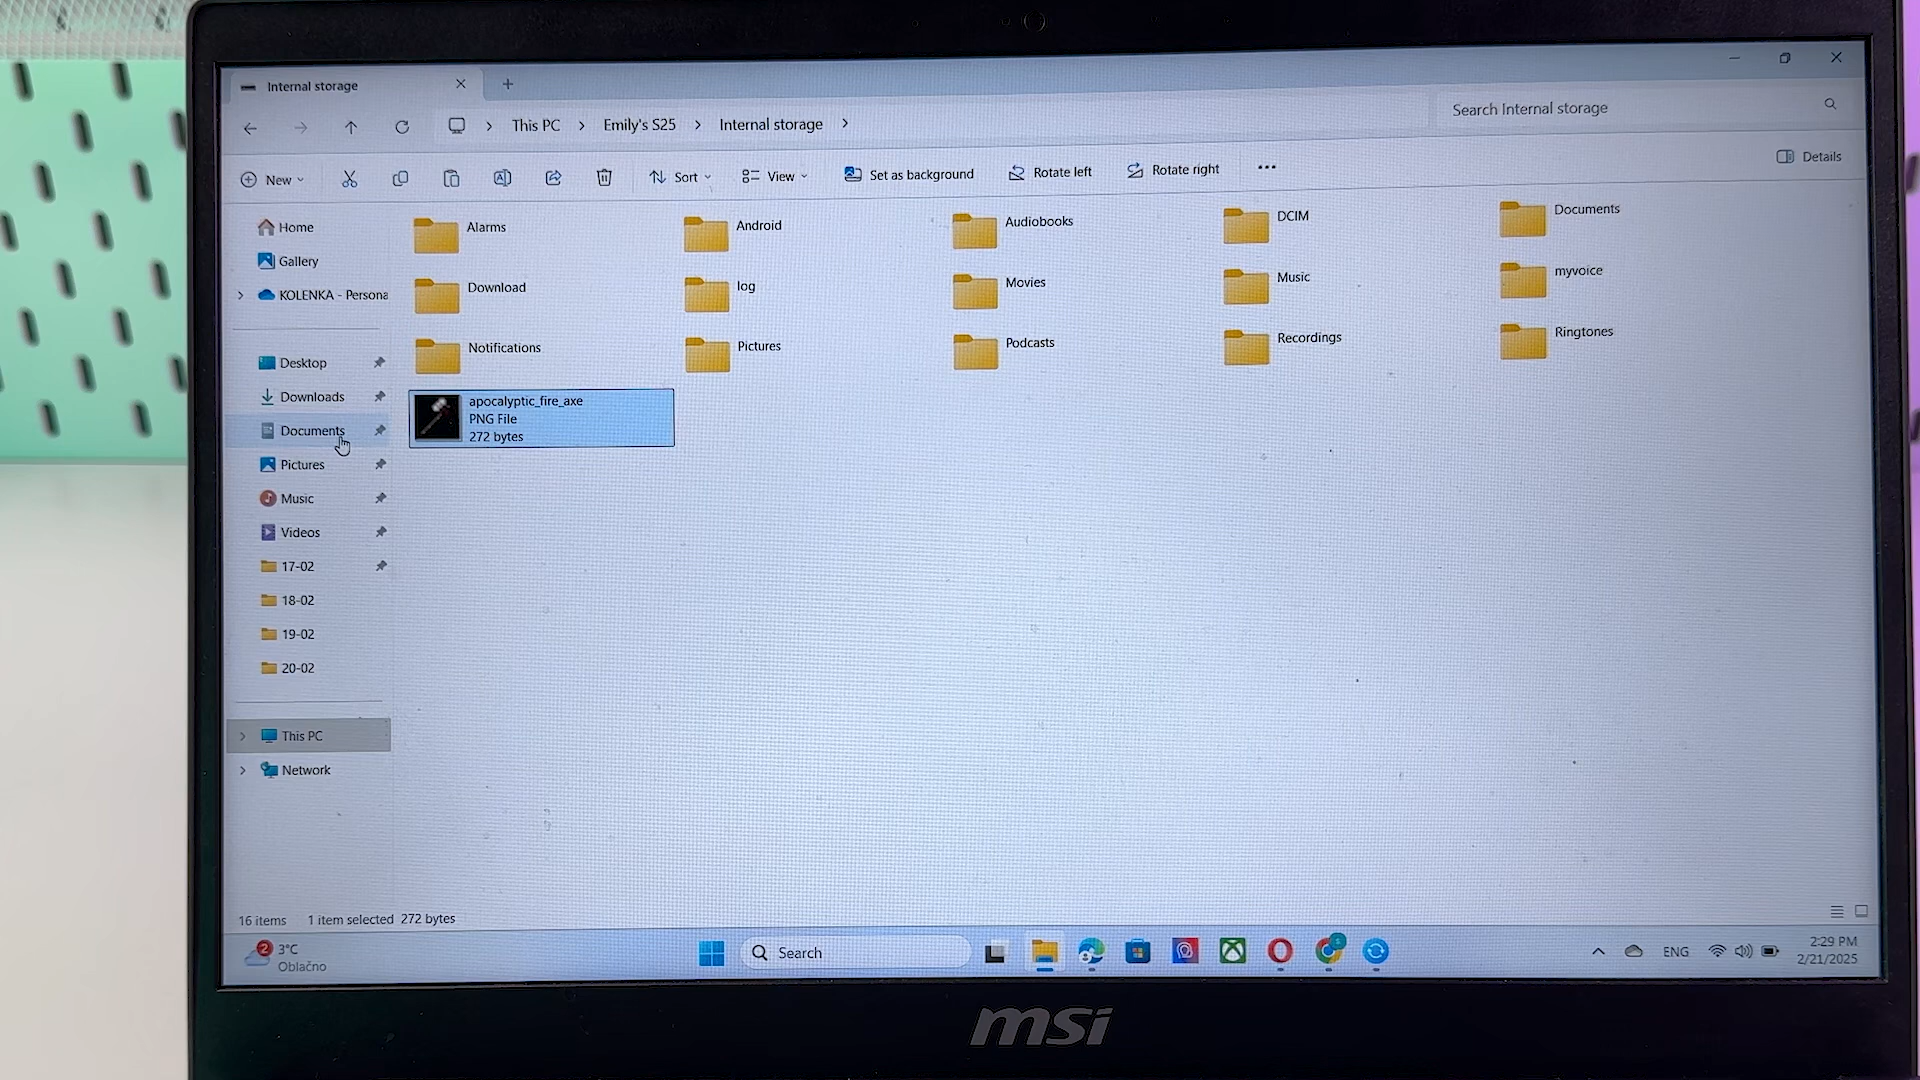 Internal storage
This PC > Emily's S25 > Internal storage >
Search Internal storage
New
Sort
View
Set as background
Rotate left
Rotate right
Details
Home
Gallery
KOLENKA - Persona
Desktop
Downloads
Documents
Pictures
Music
Videos
17-02
18-02
19-02
20-02
This PC
Network
Alarms
Android
Audiobooks
DCIM
Documents
Download
log
Movies
Music
myvoice
Notifications
Pictures
Podcasts
Recordings
Ringtones
apocalyptic_fire_axe
PNG File
272 bytes
16 items 1 item selected 272 bytes
2
3°C
Oblačno
Search
ENG
2:29 PM
2/21/2025
msi